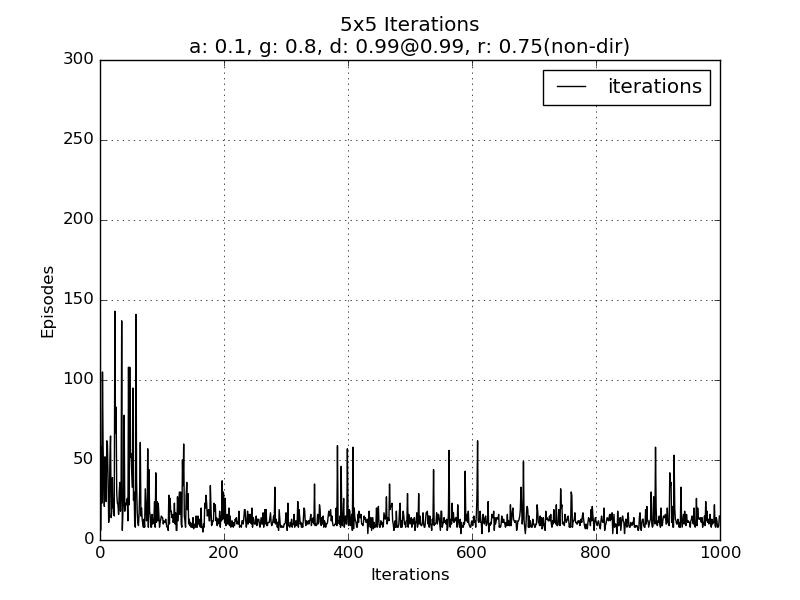 5x5 Iterations
a: 0.1, g: 0.8, d: 0.99@0.99, r: 0.75(non-dir)
iterations
300
250
200
150
100
50
0
Episodes
0 200 400 600 800 1000
Iterations